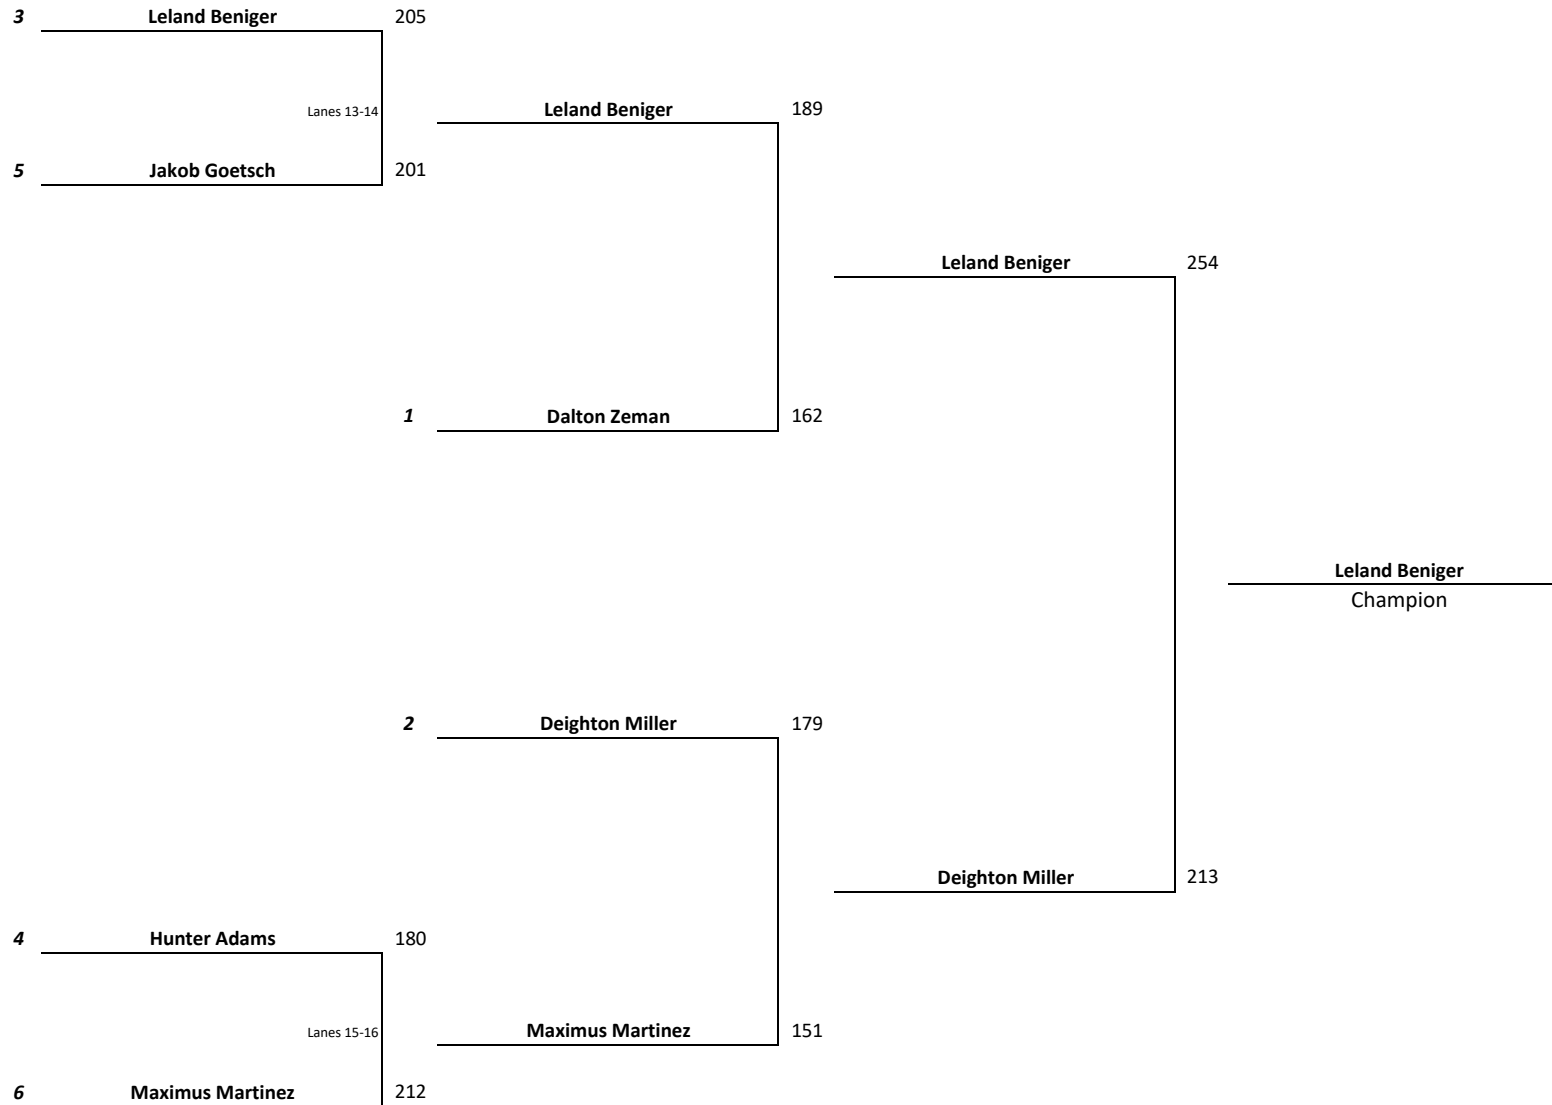 3 Leland Beniger 205
Lanes 13-14 Leland Beniger 189
5 Jakob Goetsch 201
Leland Beniger 254
1 Dalton Zeman 162
Leland Beniger
Champion
2 Deighton Miller 179
Deighton Miller 213
4 Hunter Adams 180
Lanes 15-16 Maximus Martinez 151
6 Maximus Martinez 212